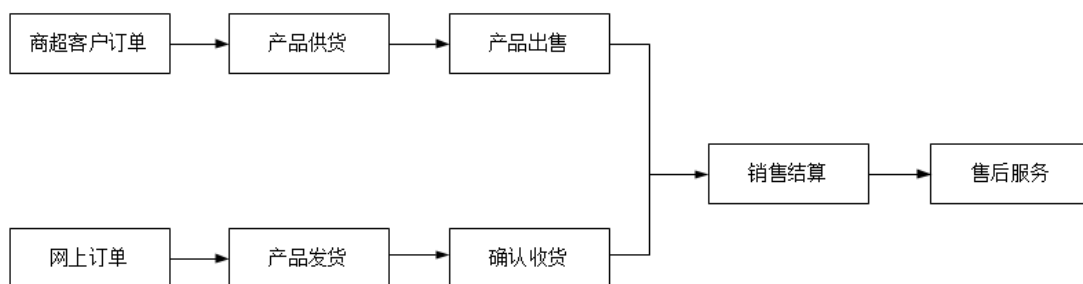 商超客户订单
产品供货
产品出售
销售结算
售后服务
网上订单
产品发货
确认收货